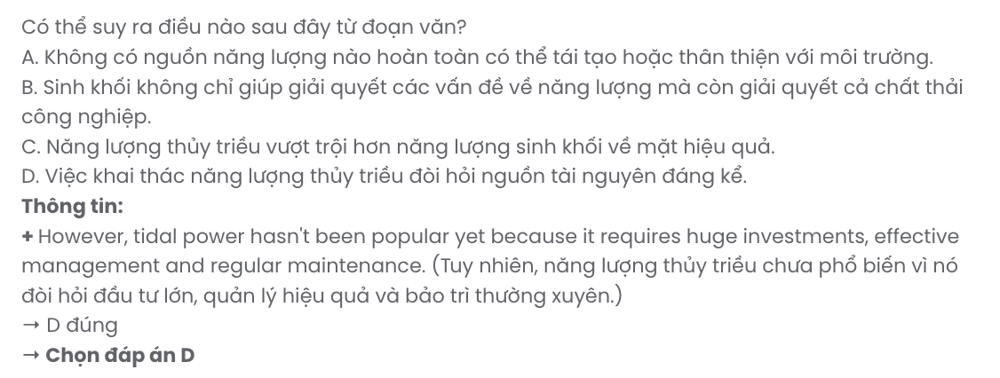 Có thể suy ra điều nào sau đây từ đoạn văn?
A. Không có nguồn năng lượng nào hoàn toàn có thể tái tạo hoặc thân thiện với môi trường.
B. Sinh khối không chỉ giúp giải quyết các vấn đề về năng lượng mà còn giải quyết cả chất thải
công nghiệp.
C. Năng lượng thủy triều vượt trội hơn năng lượng sinh khối về mặt hiệu quả.
D. Việc khai thác năng lượng thủy triều đòi hỏi nguồn tài nguyên đáng kể.
Thông tin:
+ However, tidal power hasn't been popular yet because it requires huge investments, effective
management and regular maintenance. (Tuy nhiên, năng lượng thủy triều chưa phổ biến vì nó
đòi hỏi đầu tư lớn, quản lý hiệu quả và bảo trì thường xuyên.)
→ D đúng
→ Chọn đáp án D